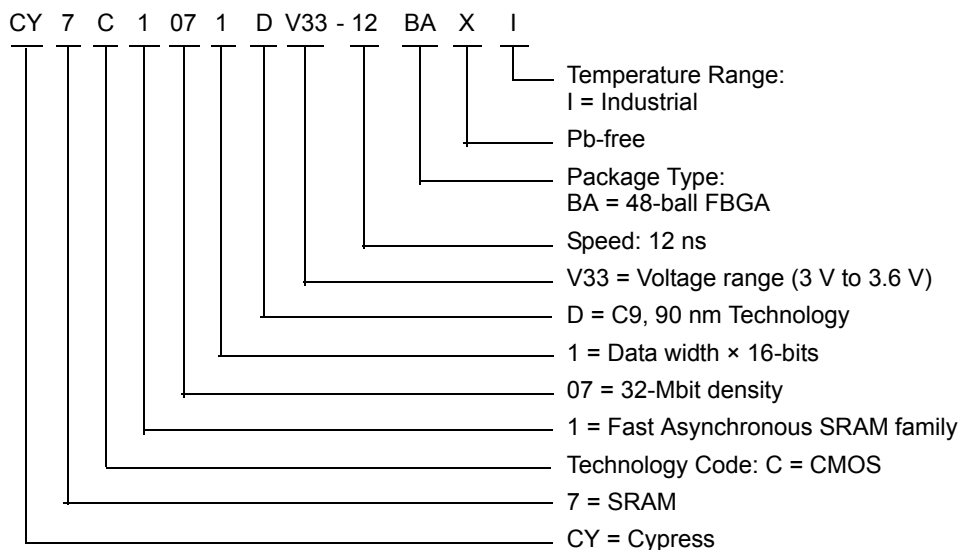 CY 7 C 1 07 1 D V33 - 12 BA X I
Temperature Range:
I = Industrial
Pb-free
Package Type:
BA = 48-ball FBGA
Speed: 12 ns
V33 = Voltage range (3 V to 3.6 V)
D = C9, 90 nm Technology
1 = Data width × 16-bits
07 = 32-Mbit density
1 = Fast Asynchronous SRAM family
Technology Code: C = CMOS
7 = SRAM
CY = Cypress